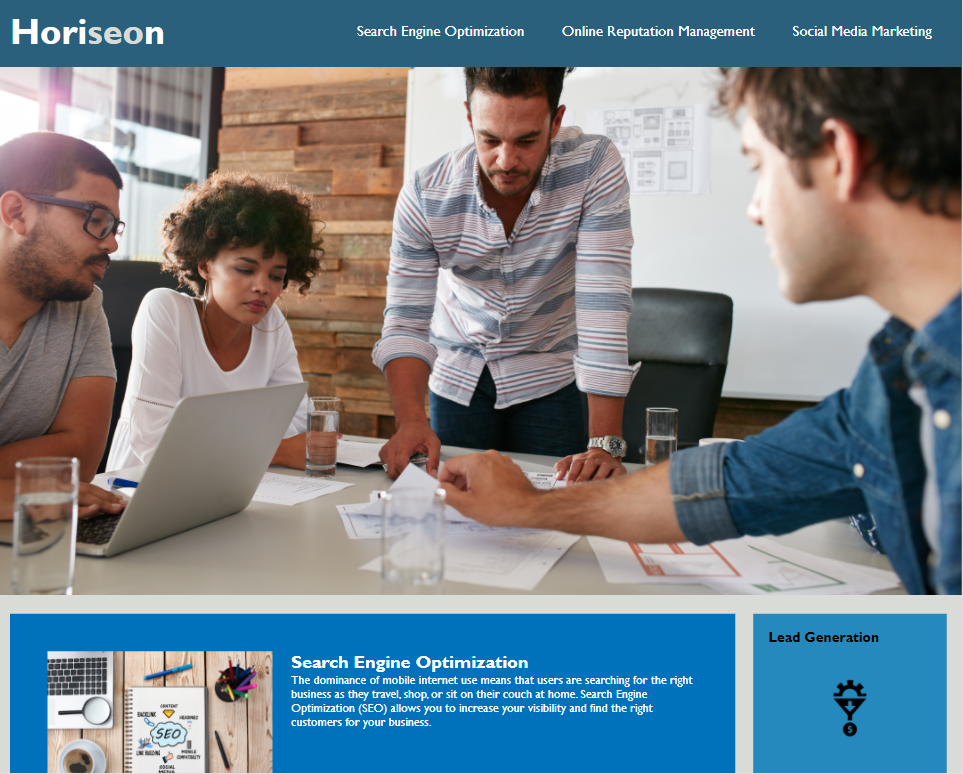 Horiseon
Search Engine Optimization
Online Reputation Management
Social Media Marketing
Search Engine Optimization
The dominance of mobile internet use means that users are searching for the right
business as they travel, shop, or sit on their couch at home. Search Engine
Optimization (SEO) allows you to increase your visibility and find the right
customers for your business.
Lead Generation
CONTENT
BACKLINK
KEYWORDS
SEO
LINK BUILDING
MOBILE
COMPATIBILITY
SOCIAL
MEDIA
$